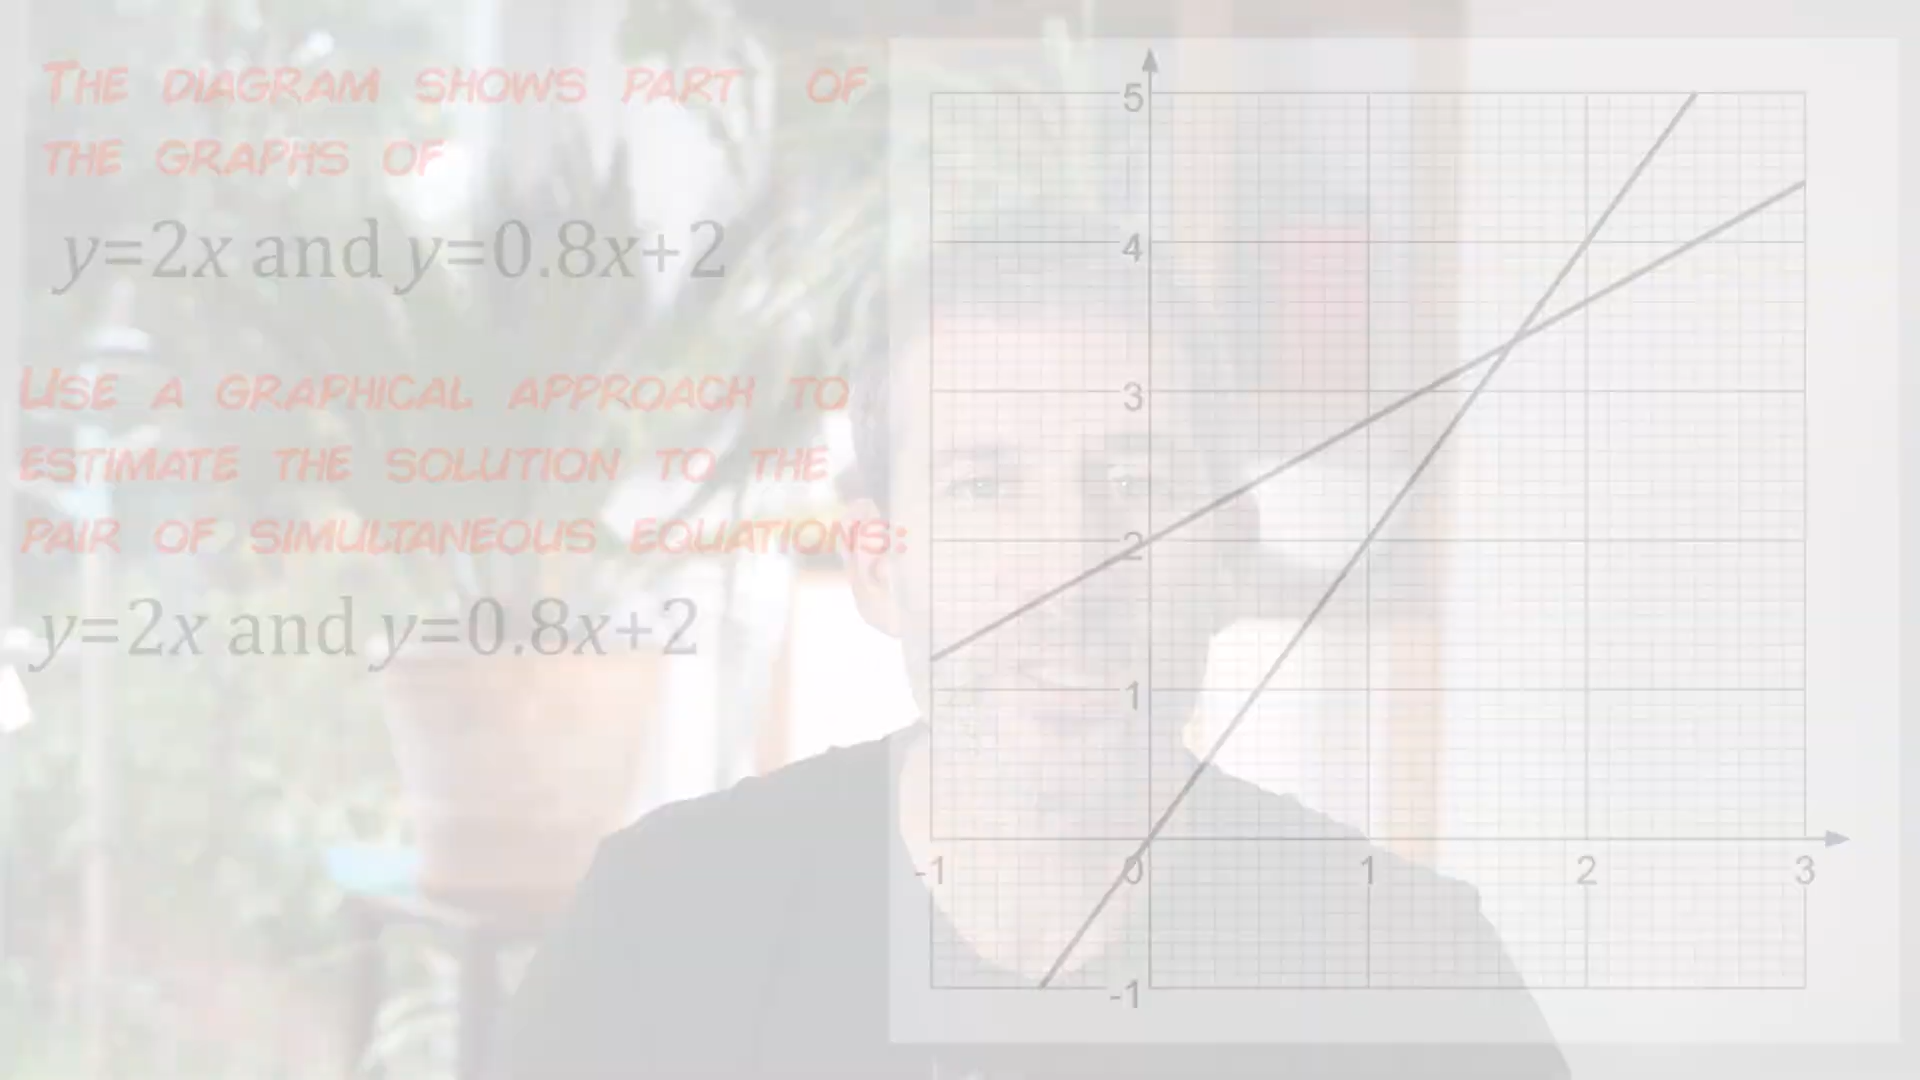 THE DIAGRAM SHOWS PART OF
THE GRAPHS OF
y=2x and y=0.8x+2
USE A GRAPHICAL APPROACH TO
ESTIMATE THE SOLUTION TO THE
PAIR OF SIMULTANEOUS EQUATIONS:
y=2x and y=0.8x+2
5
4
3
2
1
-1 0 1 2 3
-1